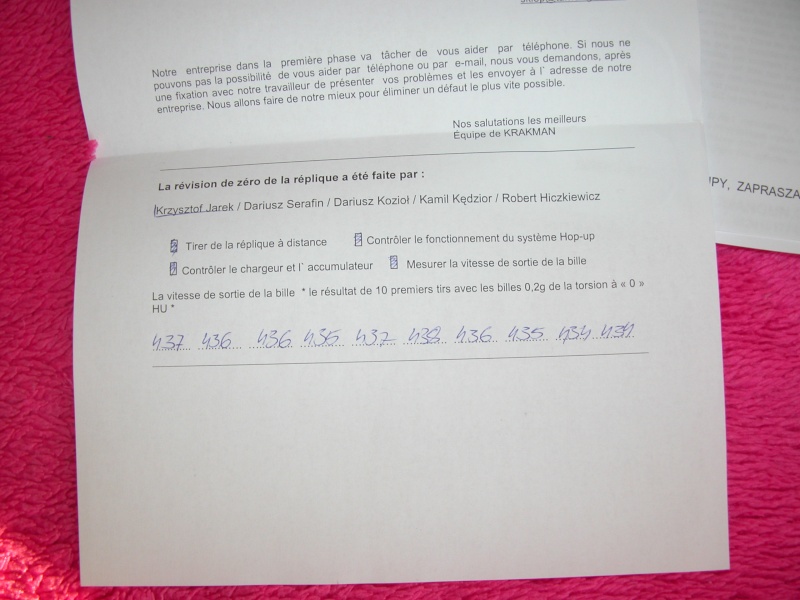 Notre entreprise dans la première phase va tâcher de vous aider par téléphone. Si nous ne
pouvons pas la possibilité de vous aider par téléphone ou par e-mail, nous vous demandons, après
une fixation avec notre travailleur de présenter vos problèmes et les envoyer à l` adresse de notre
entreprise. Nous allons faire de notre mieux pour éliminer un défaut le plus vite possible.
Nos salutations les meilleurs
Équipe de KRAKMAN
La révision de zéro de la réplique a été faite par :
Krzysztof Jarek / Dariusz Serafin / Dariusz Kozioł / Kamil Kędzior / Robert Hiczkiewicz
Tirer de la réplique à distance
Contrôler le fonctionnement du système Hop-up
Contrôler le chargeur et l` accumulateur
Mesurer la vitesse de sortie de la bille
La vitesse de sortie de la bille * le résultat de 10 premiers tirs avec les billes 0,2g de la torsion à « 0 »
HU *
437 436 436 435 437 438 436 435 434 434
UPY, ZAPRASZA